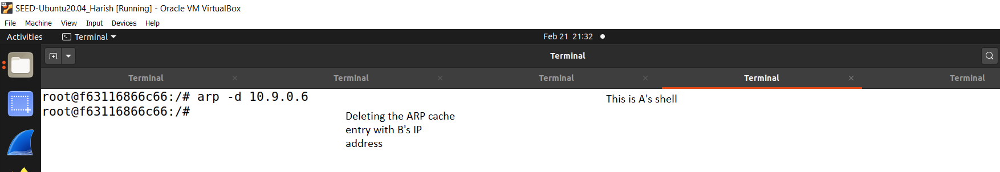 SEED-Ubuntu20.04_Harish [Running] - Oracle VM VirtualBox
File Machine View Input Devices Help
Activities Terminal Feb 21 21:32
Terminal
Terminal Terminal Terminal Terminal Terminal
root@f63116866c66:/# arp -d 10.9.0.6
This is A's shell
root@f63116866c66:/#
Deleting the ARP cache
entry with B's IP
address